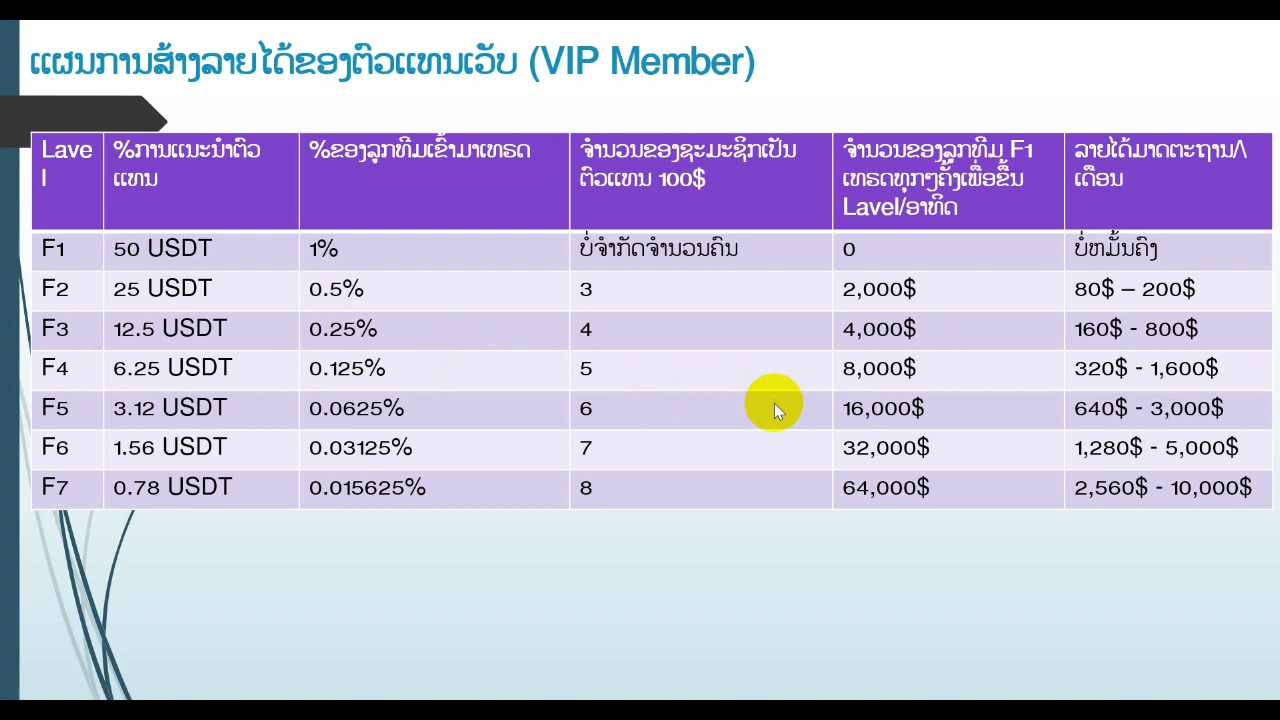 ແຜນການສ້າງລາຍໄດ້ຂອງຕົວແທນເວັບ (VIP Member)
Lave
l
%ການແນະນຳຕົວ
ແທນ
%ຂອງລູກທີມເຂົ້າມາເທຣດ
ຈຳນວນຂອງຊະມະຊິກເປັນ
ຕົວແທນ 100$
ຈຳນວນຂອງລູກທີມ F1
ເທຣດທຸກໆຄັ້ງເພື່ອຂື້ນ
Lavel/ອາທິດ
ລາຍໄດ້ມາດຕະຖານ/\
ເດືອນ
F1 50 USDT 1% ບໍ່ຈຳກັດຈຳນວນຄົນ 0 ບໍ່ຫມັ້ນຄົງ
F2 25 USDT 0.5% 3 2,000$ 80$ – 200$
F3 12.5 USDT 0.25% 4 4,000$ 160$ - 800$
F4 6.25 USDT 0.125% 5 8,000$ 320$ - 1,600$
F5 3.12 USDT 0.0625% 6 16,000$ 640$ - 3,000$
F6 1.56 USDT 0.03125% 7 32,000$ 1,280$ - 5,000$
F7 0.78 USDT 0.015625% 8 64,000$ 2,560$ - 10,000$